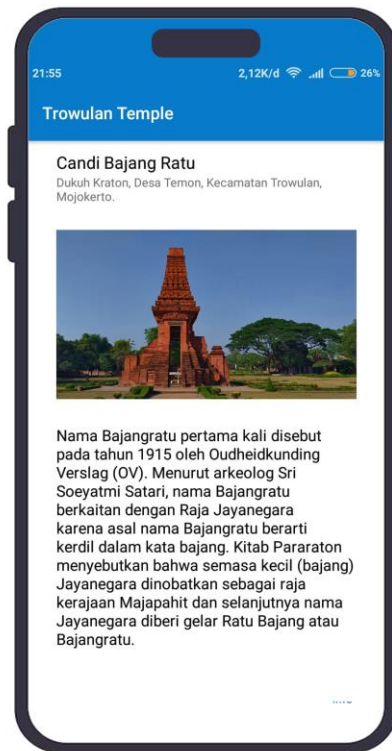 21:55
2,12K/d
26%
Trowulan Temple
Candi Bajang Ratu
Dukuh Kraton, Desa Temon, Kecamatan Trowulan,
Mojokerto.
Nama Bajangratu pertama kali disebut
pada tahun 1915 oleh Oudheidkunding
Verslag (OV). Menurut arkeolog Sri
Soeyatmi Satari, nama Bajangratu
berkaitan dengan Raja Jayanegara
karena asal nama Bajangratu berarti
kerdil dalam kata bajang. Kitab Pararaton
menyebutkan bahwa semasa kecil (bajang)
Jayanegara dinobatkan sebagai raja
kerajaan Majapahit dan selanjutnya nama
Jayanegara diberi gelar Ratu Bajang atau
Bajangratu.